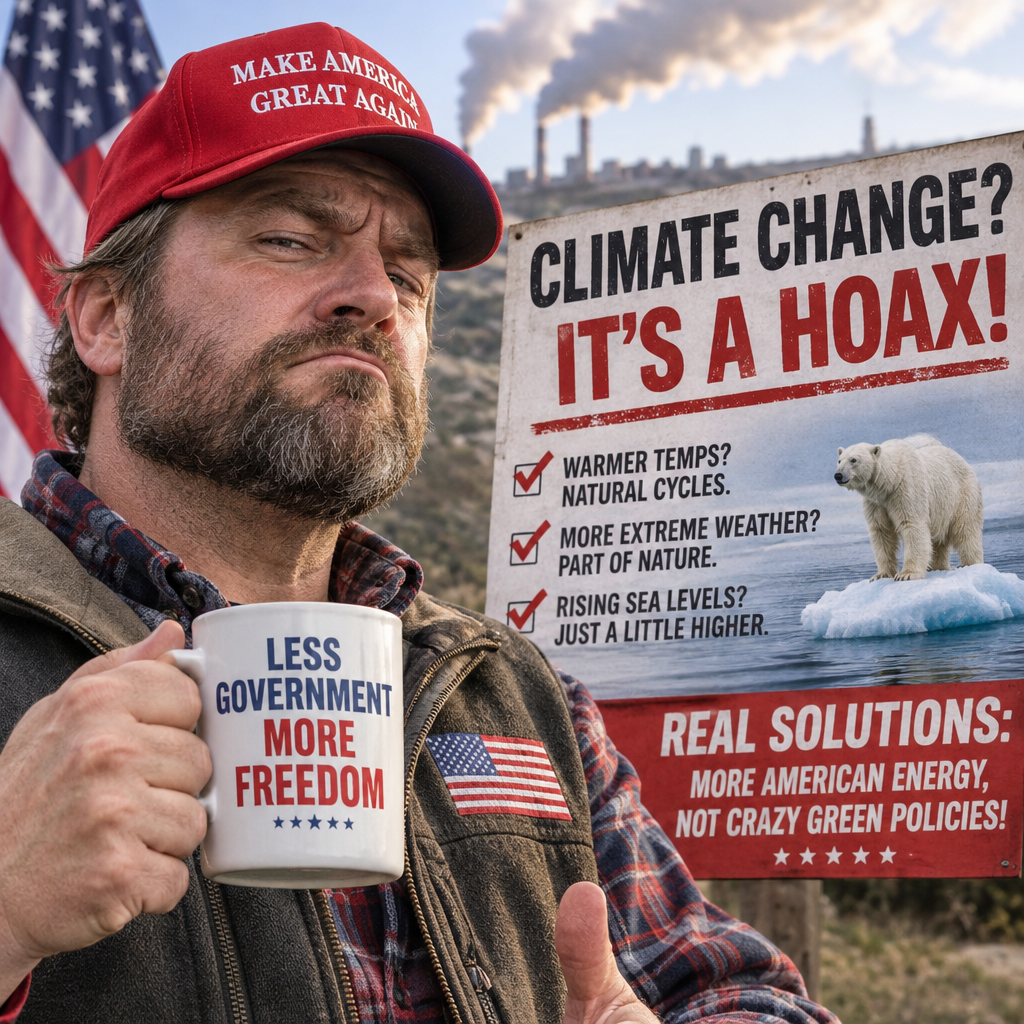 MAKE AMERICA
GREAT AGAIN
CLIMATE CHANGE?
IT'S A HOAX!
WARMER TEMPS?
NATURAL CYCLES.
MORE EXTREME WEATHER?
PART OF NATURE.
RISING SEA LEVELS?
JUST A LITTLE HIGHER.
REAL SOLUTIONS:
MORE AMERICAN ENERGY,
NOT CRAZY GREEN POLICIES!
LESS
GOVERNMENT
MORE
FREEDOM